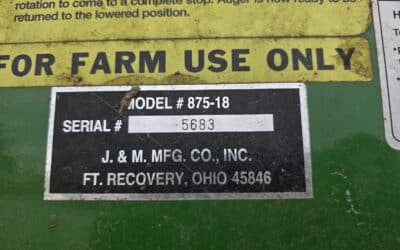 rotation to come to a complete stop. Auger is now ready to be
returned to the lowered position.
FOR FARM USE ONLY
MODEL # 875-18
SERIAL # 5683
J. & M. MFG. CO., INC.
FT. RECOVERY, OHIO 45846